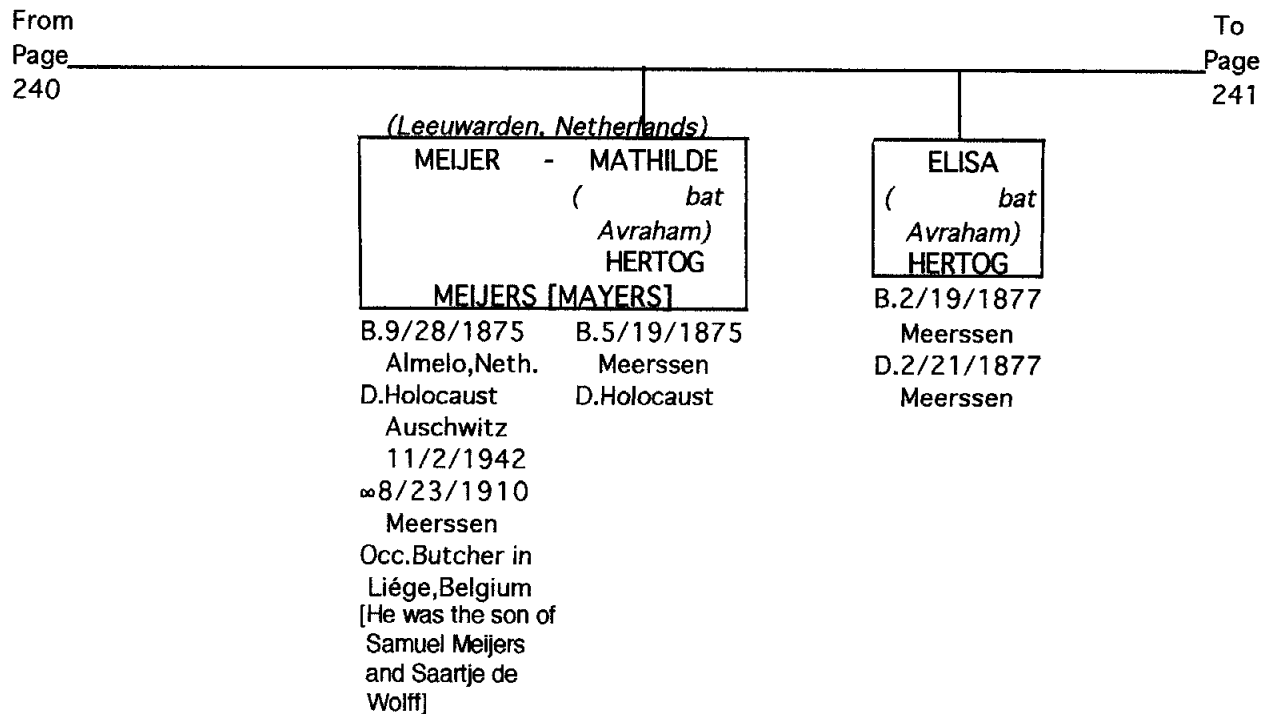 From
Page
240
To
Page
241
(Leeuwarden, Netherlands)
MEIJER - MATHILDE
( bat
Avraham)
HERTOG
MEIJERS [MAYERS]
B.9/28/1875
Almelo,Neth.
D.Holocaust
Auschwitz
11/2/1942
∞8/23/1910
Meerssen
Occ.Butcher in
Liége,Belgium
[He was the son of
Samuel Meijers
and Saartje de
Wolff]
B.5/19/1875
Meerssen
D.Holocaust
ELISA
( bat
Avraham)
HERTOG
B.2/19/1877
Meerssen
D.2/21/1877
Meerssen